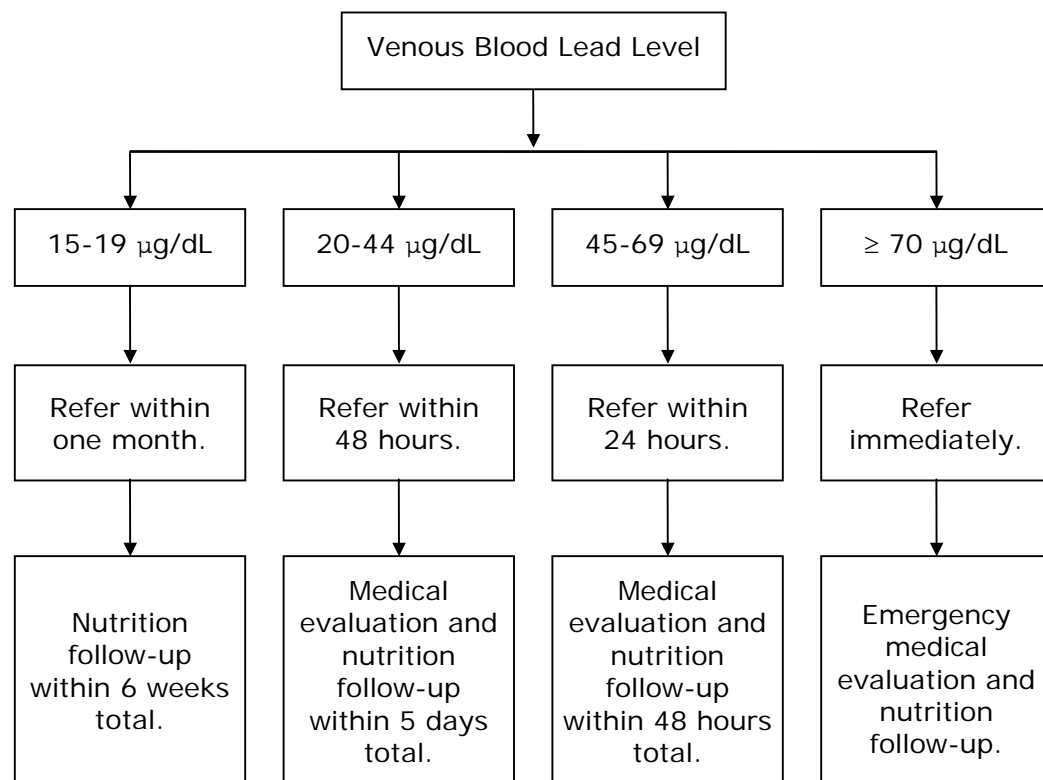 Venous Blood Lead Level
15-19 μg/dL
20-44 μg/dL
45-69 μg/dL
≥ 70 μg/dL
Refer within
one month.
Refer within
48 hours.
Refer within
24 hours.
Refer
immediately.
Nutrition
follow-up
within 6 weeks
total.
Medical
evaluation and
nutrition
follow-up
within 5 days
total.
Medical
evaluation and
nutrition
follow-up
within 48 hours
total.
Emergency
medical
evaluation and
nutrition
follow-up.